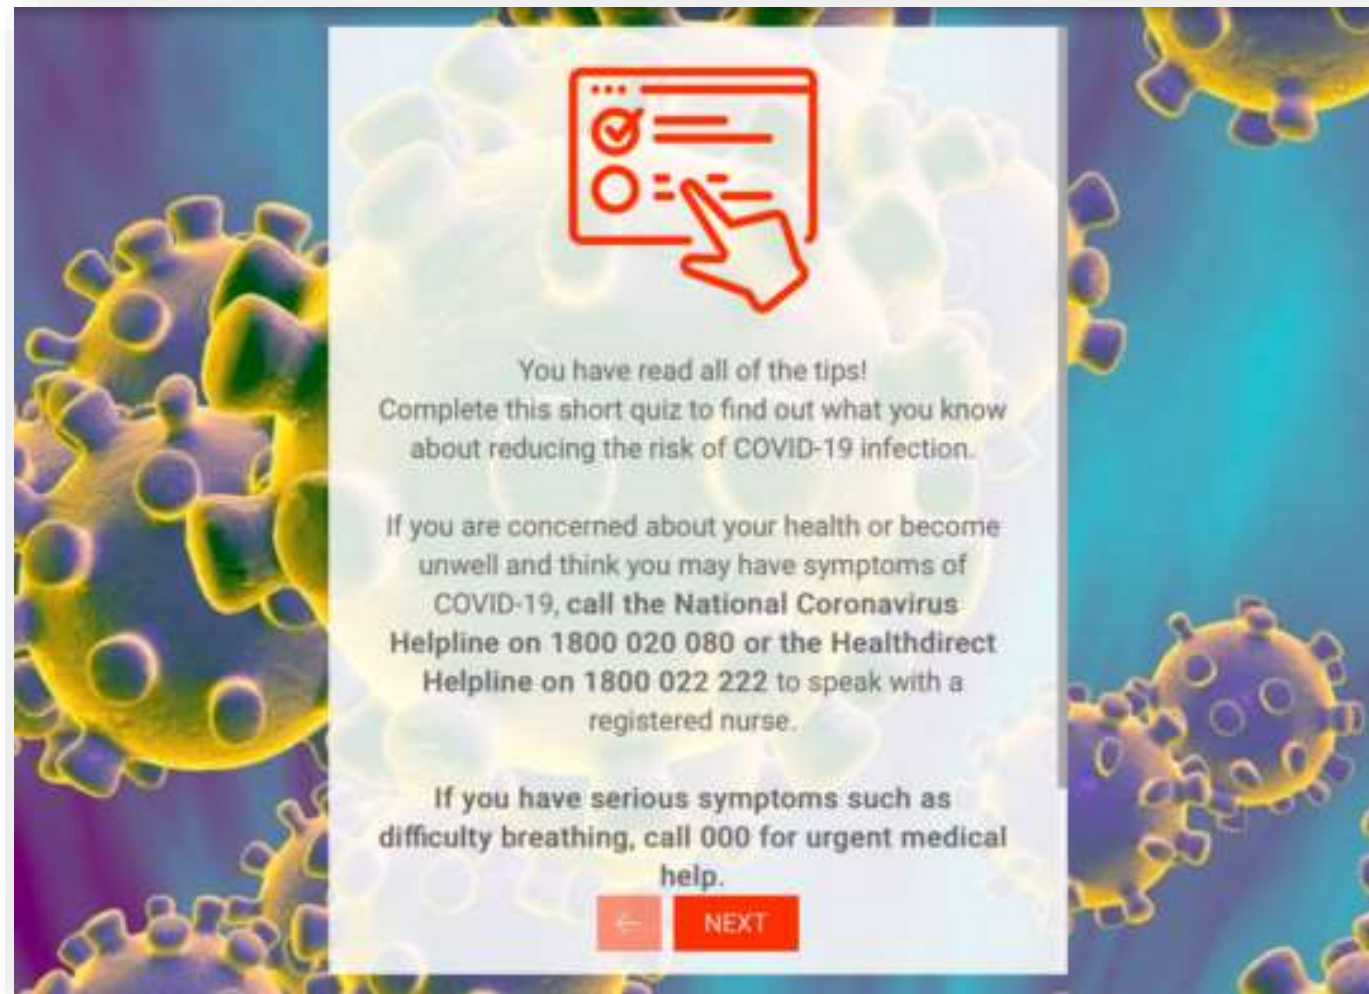 You have read all of the tips!
Complete this short quiz to find out what you know
about reducing the risk of COVID-19 infection.
If you are concerned about your health or become
unwell and think you may have symptoms of
COVID-19, call the National Coronavirus
Helpline on 1800 020 080 or the Healthdirect
Helpline on 1800 022 222 to speak with a
registered nurse.
If you have serious symptoms such as
difficulty breathing, call 000 for urgent medical
help.
← NEXT